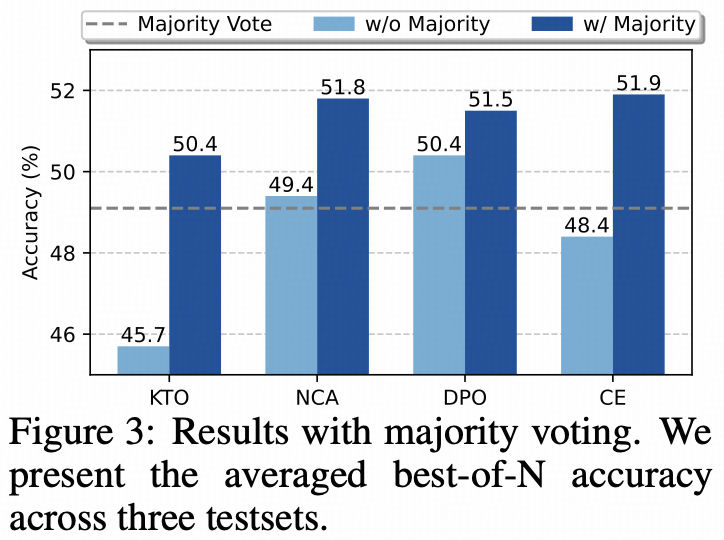 Majority Vote w/o Majority w/ Majority
Accuracy (%)
52
50
48
46
45.7
50.4
49.4
51.8
50.4
51.5
48.4
51.9
KTO NCA DPO CE
Figure 3: Results with majority voting. We
present the averaged best-of-N accuracy
across three testsets.